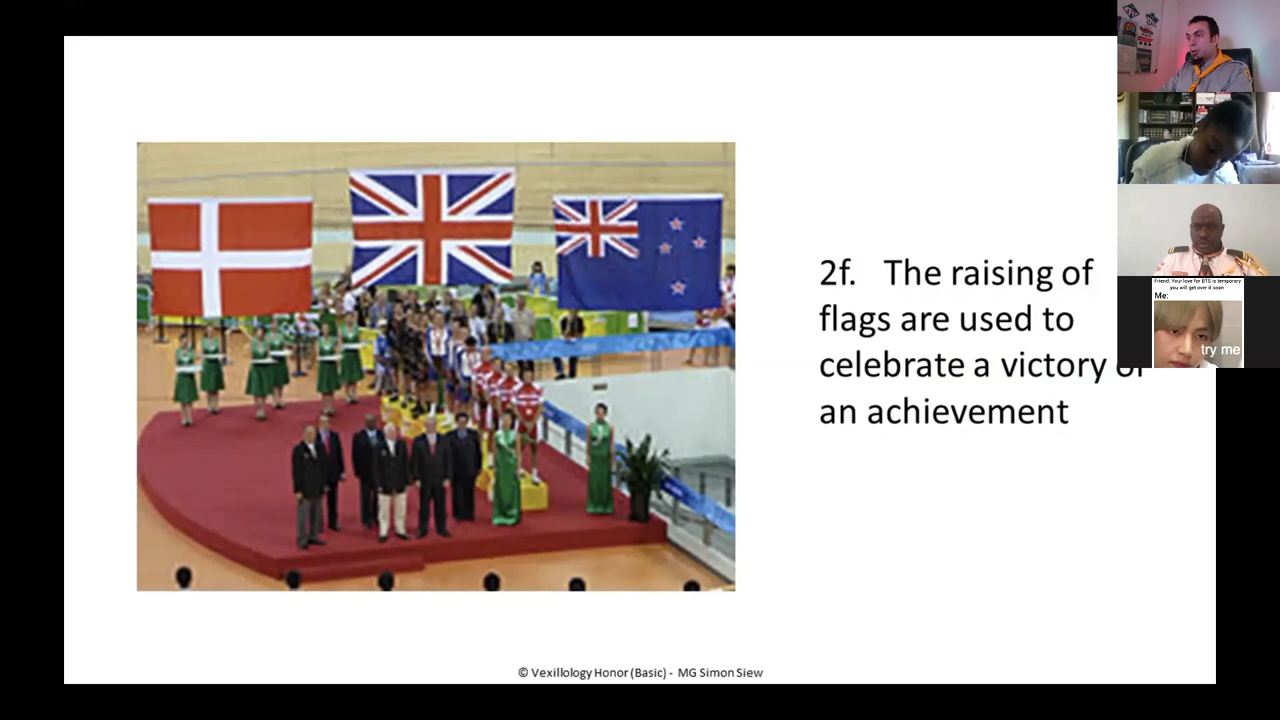 2f. The raising of
flags are used to
celebrate a victory or
an achievement
© Vexillology Honor (Basic) - MG Simon Siew
Friend: Your love for BTS is temporary
you will get over it soon
Me:
try me